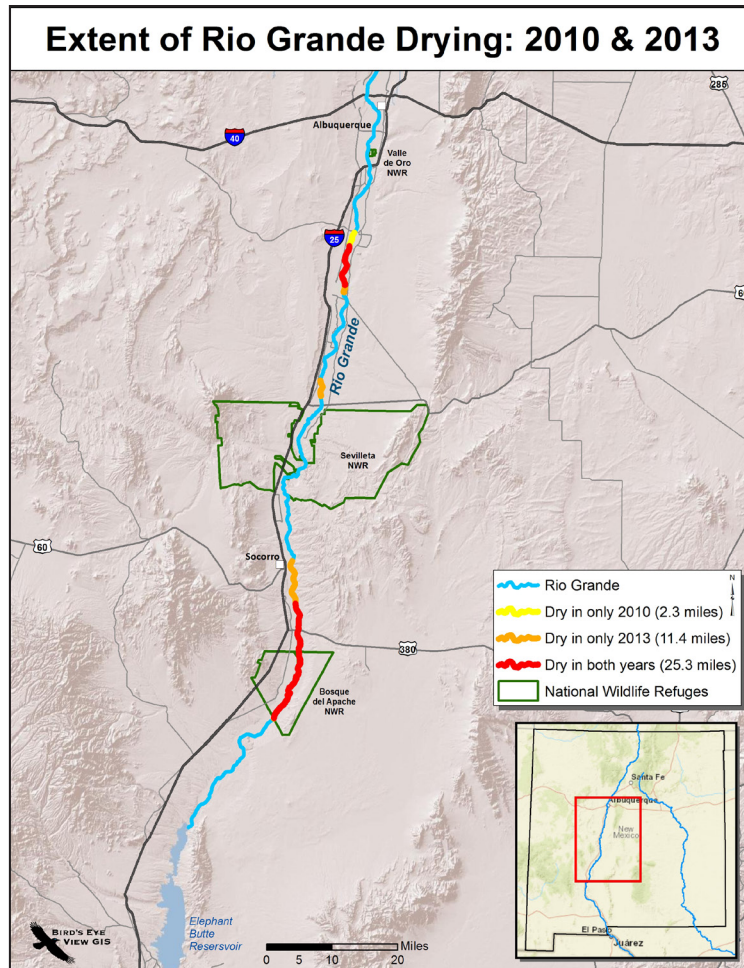 Extent of Rio Grande Drying: 2010 & 2013
285
Albuquerque
40
Valle
de Oro
NWR
25
60
Rio Grande
Sevilleta
NWR
60
Socorro
380
Rio Grande
N
Dry in only 2010 (2.3 miles)
Dry in only 2013 (11.4 miles)
Dry in both years (25.3 miles)
National Wildlife Refuges
Bosque
del Apache
NWR
Santa Fe
Albuquerque
New
Mexico
El Paso
Juárez
Elephant
Butte
Resersvoir
BIRD'S EYE
VIEW GIS
Miles
0 5 10 20